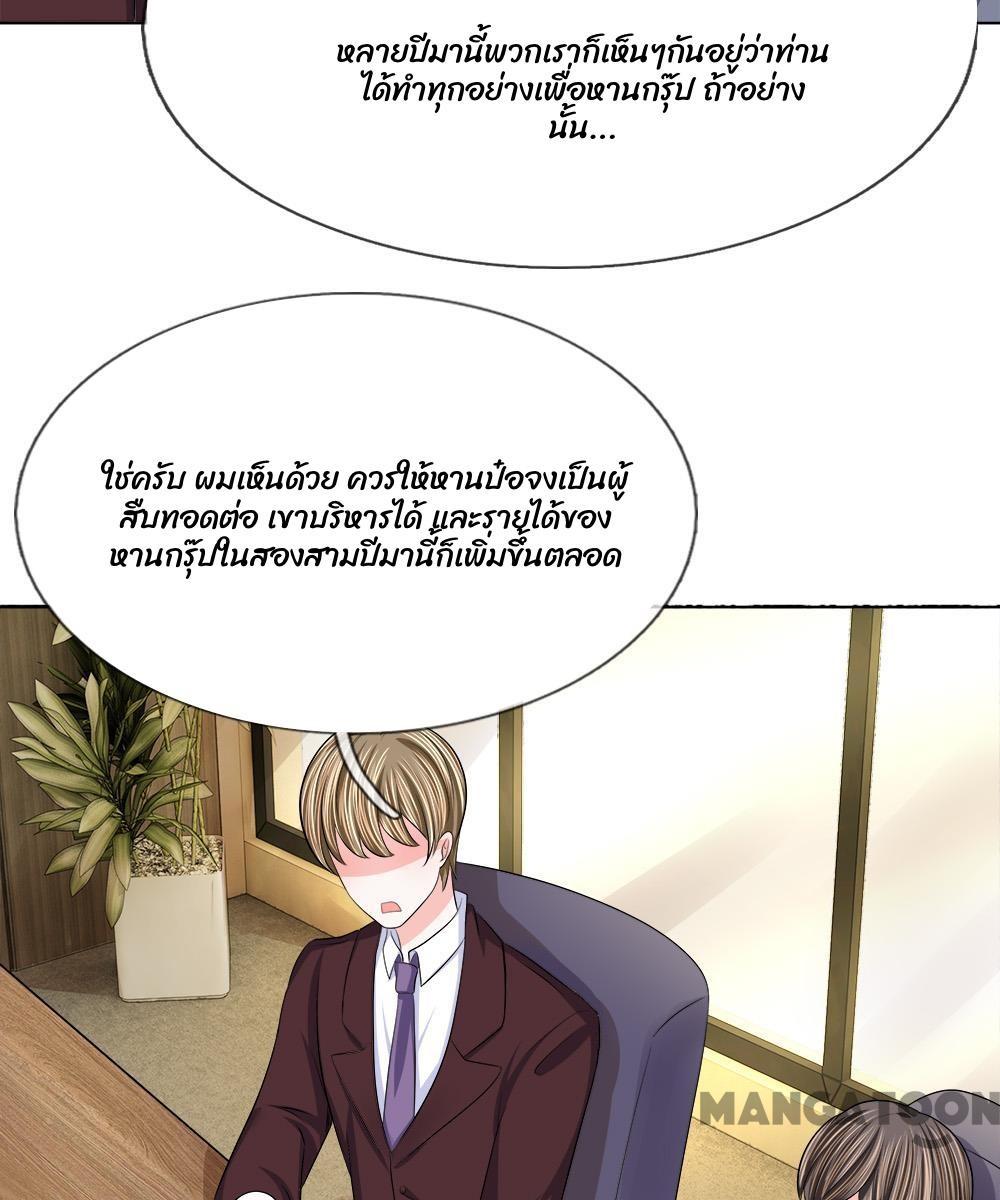 หลายปีมานี้พวกเราก็เห็นๆกันอยู่ว่าท่าน
ได้ทำทุกอย่างเพื่อหานกรุ๊ป ถ้าอย่าง
นั้น...
ใช่ครับ ผมเห็นด้วย ควรให้หานป๋อจงเป็นผู้
สืบทอดต่อ เขาบริหารได้ และรายได้ของ
หานกรุ๊ปในสองสามปีมานี้ก็เพิ่มขึ้นตลอด
MANGATOON